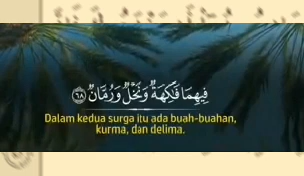 فِيهِمَا فَٰكِهَةٌ وَنَخْلٌ وَرُمَّانٌ ﴿٦٨﴾
Dalam kedua surga itu ada buah-buahan,
kurma, dan delima.